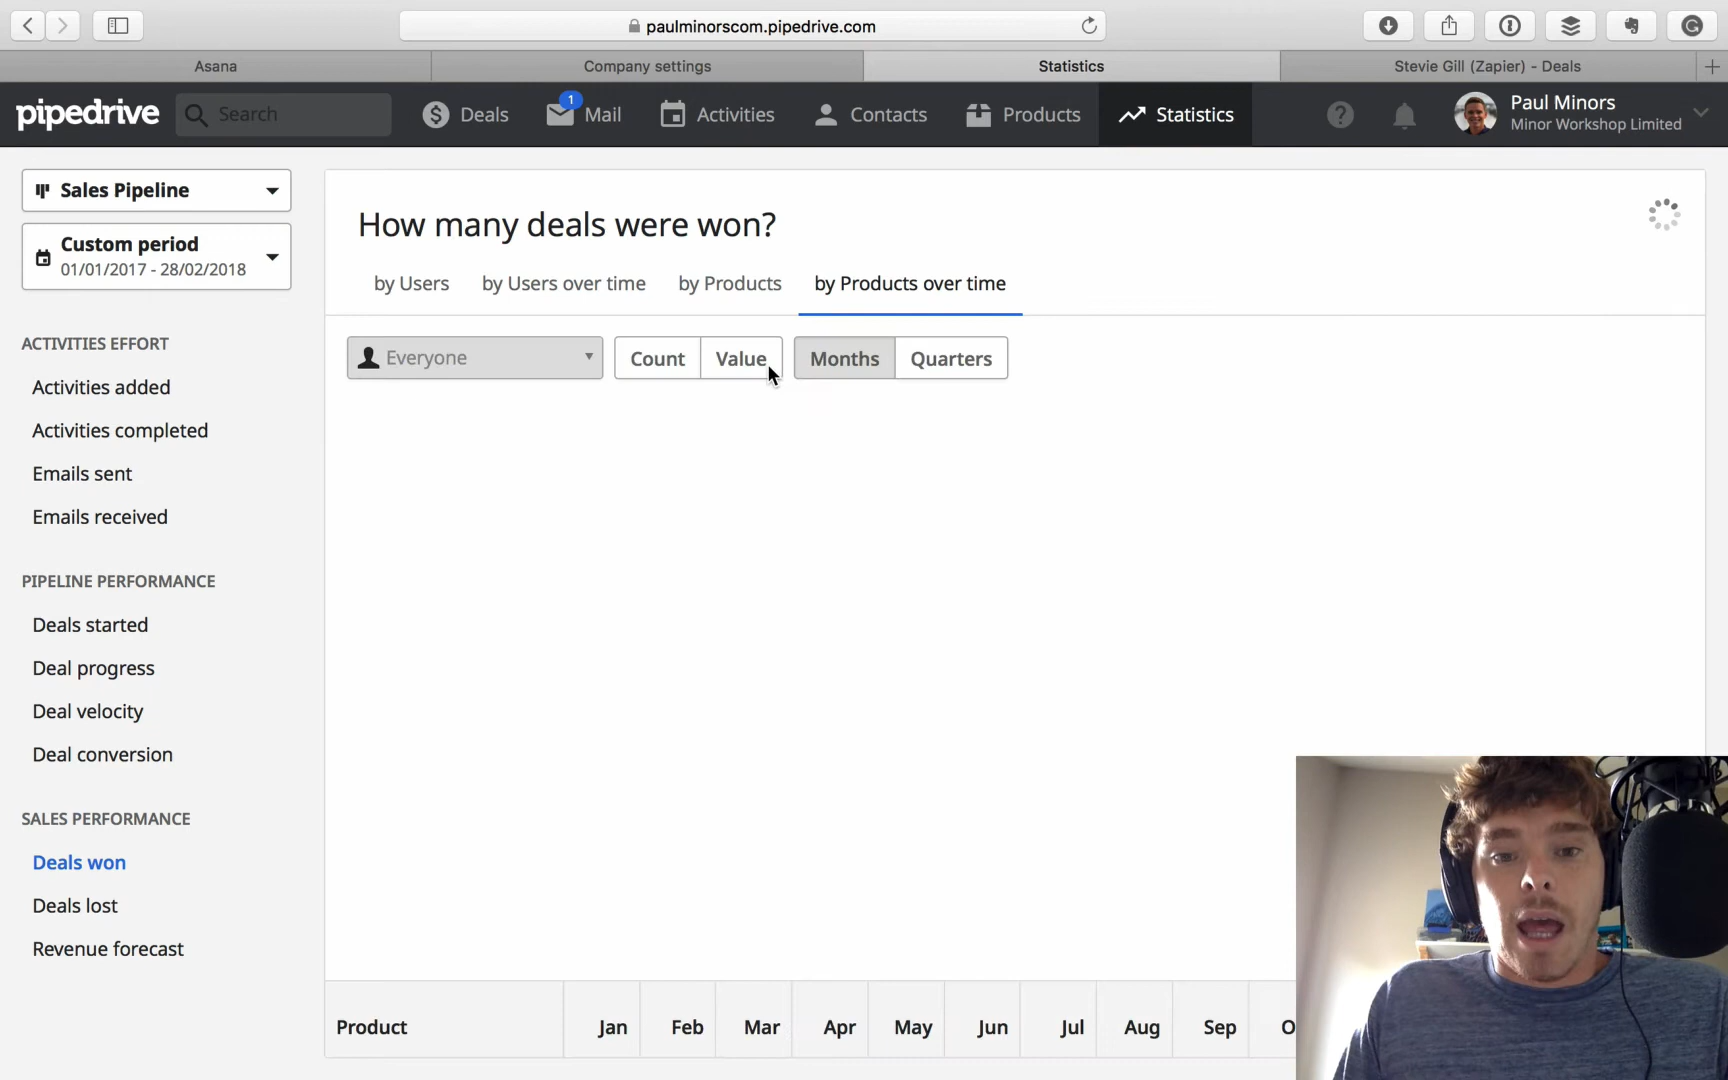 paulminorscom.pipedrive.com
Asana
Company settings
Statistics
Stevie Gill (Zapier) - Deals
pipedrive
Search
Deals
1
Mail
Activities
Contacts
Products
Statistics
Paul Minors
Minor Workshop Limited
Sales Pipeline
Custom period
01/01/2017 - 28/02/2018
ACTIVITIES EFFORT
Activities added
Activities completed
Emails sent
Emails received
PIPELINE PERFORMANCE
Deals started
Deal progress
Deal velocity
Deal conversion
SALES PERFORMANCE
Deals won
Deals lost
Revenue forecast
How many deals were won?
by Users
by Users over time
by Products
by Products over time
Everyone
Count
Value
Months
Quarters
Product
Jan
Feb
Mar
Apr
May
Jun
Jul
Aug
Sep
O